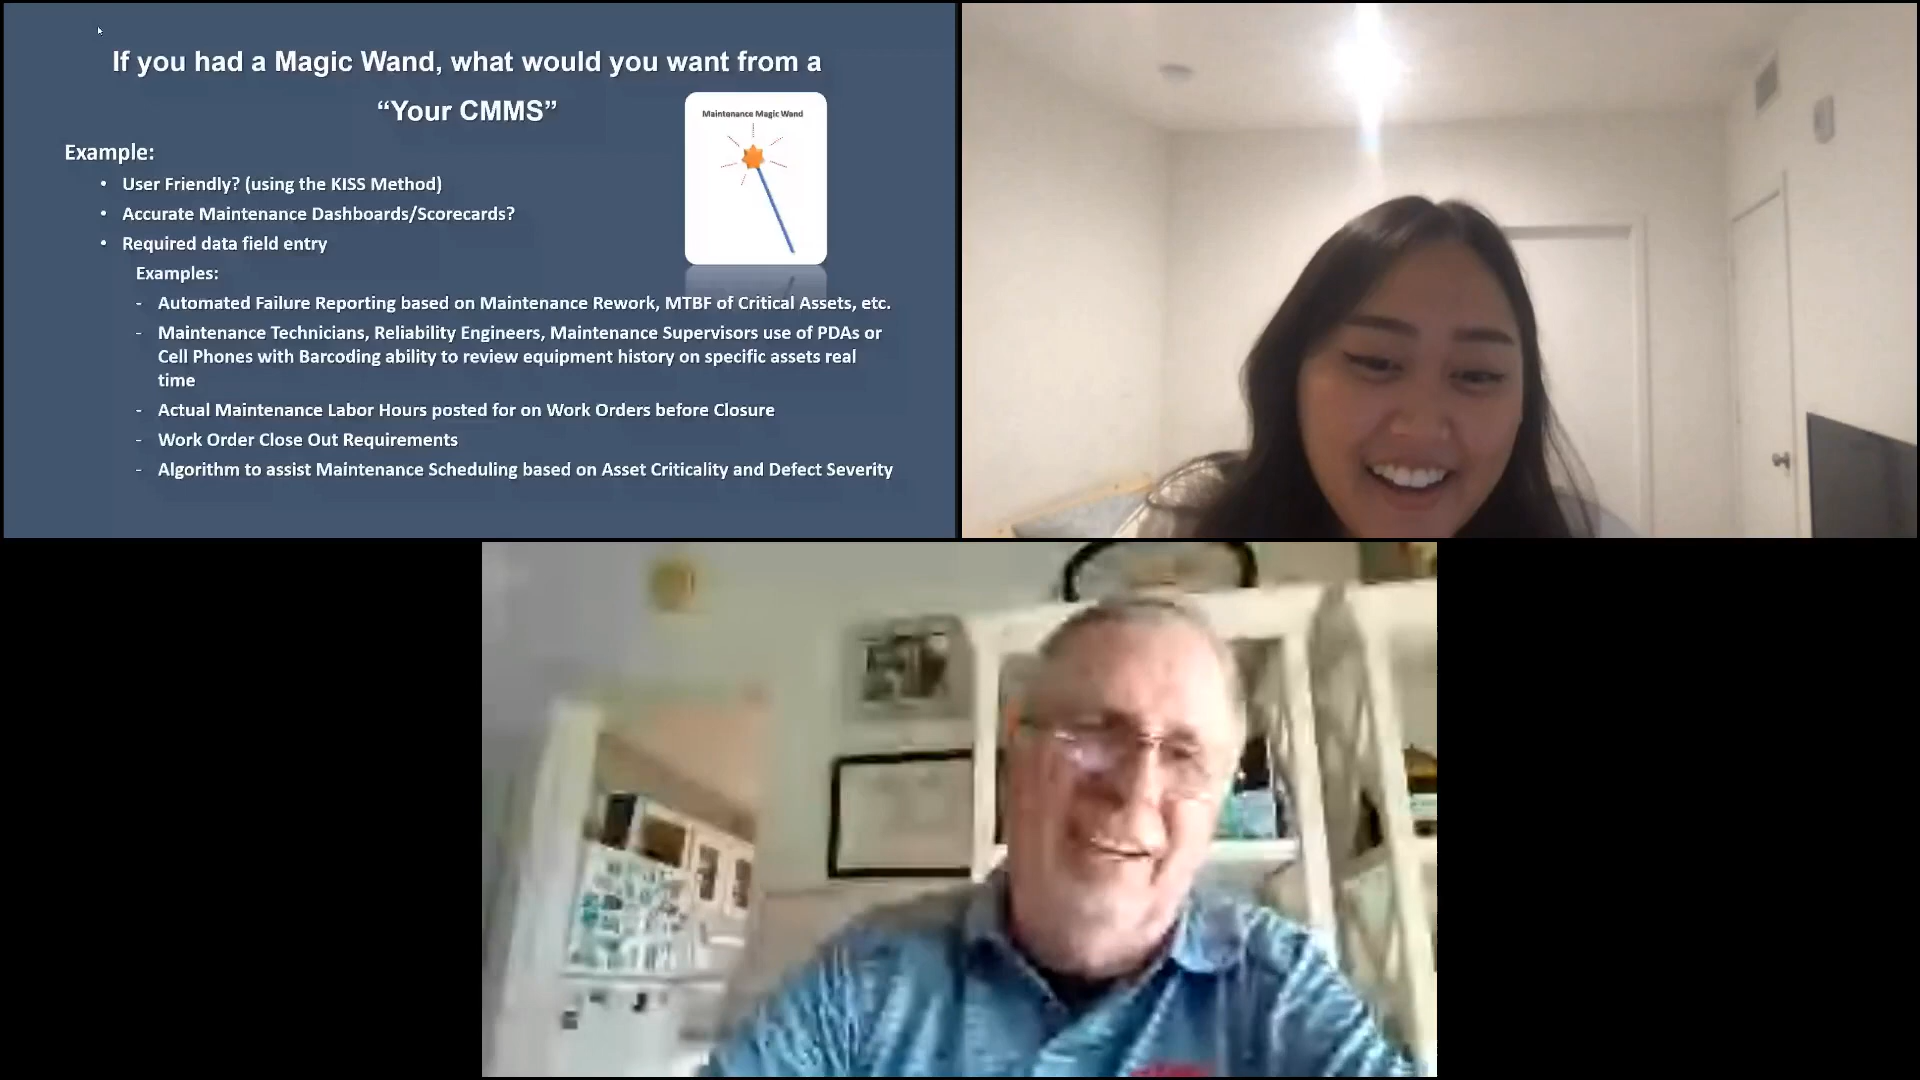 If you had a Magic Wand, what would you want from a
“Your CMMS”
Maintenance Magic Wand
Example:
• User Friendly? (using the KISS Method)
• Accurate Maintenance Dashboards/Scorecards?
• Required data field entry
Examples:
- Automated Failure Reporting based on Maintenance Rework, MTBF of Critical Assets, etc.
- Maintenance Technicians, Reliability Engineers, Maintenance Supervisors use of PDAs or
Cell Phones with Barcoding ability to review equipment history on specific assets real
time
- Actual Maintenance Labor Hours posted for on Work Orders before Closure
- Work Order Close Out Requirements
- Algorithm to assist Maintenance Scheduling based on Asset Criticality and Defect Severity